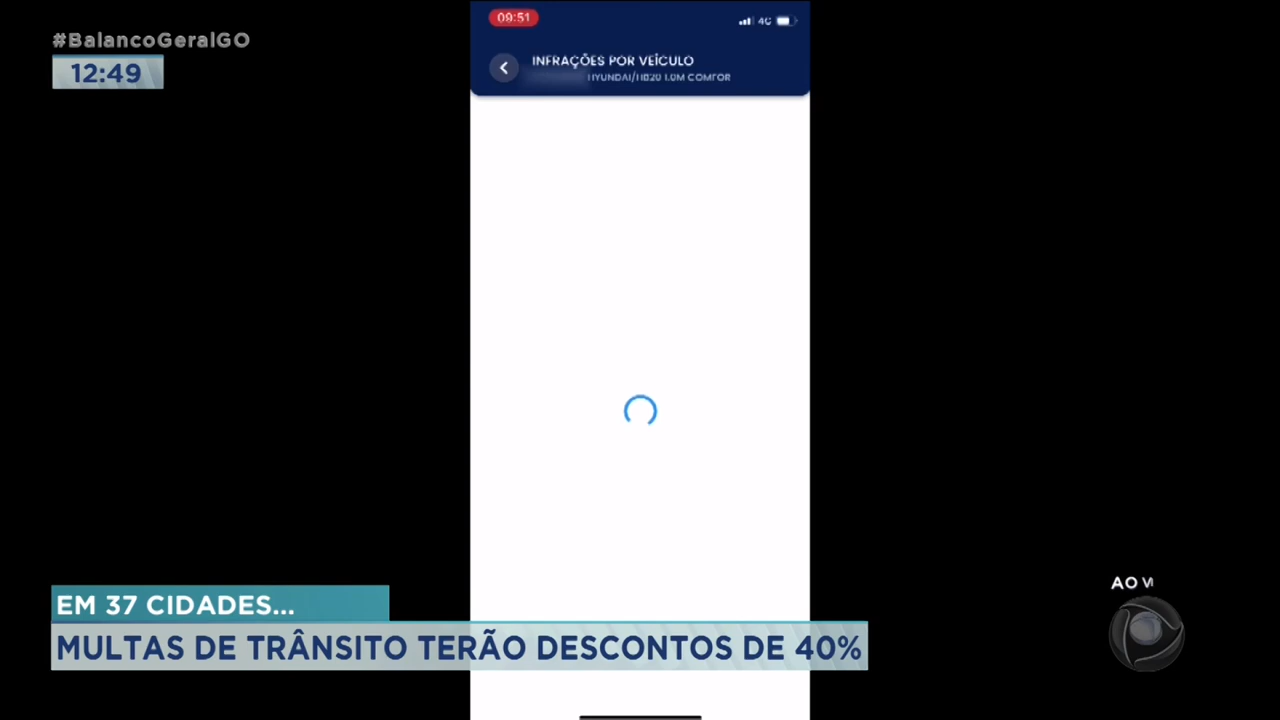 #BalancoGeralGO
12:49
09:51
4G
INFRAÇÕES POR VEÍCULO
HYUNDAI/HB20 1.0M COMFOR
EM 37 CIDADES...
MULTAS DE TRÂNSITO TERÃO DESCONTOS DE 40%
AO VI